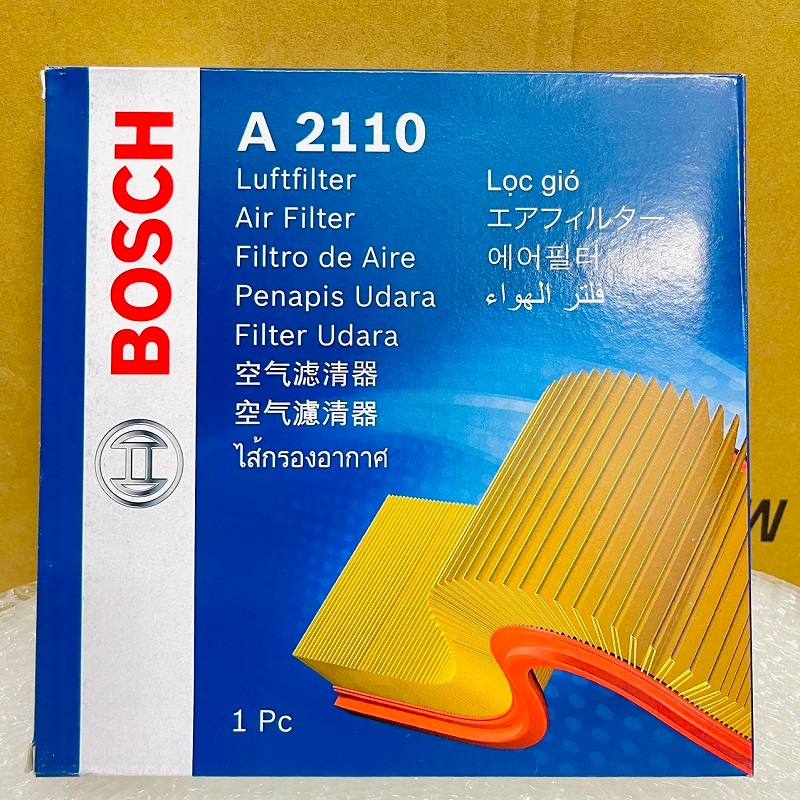 BOSCH
A 2110
Luftfilter
Air Filter
Filtro de Aire
Penapis Udara
Filter Udara
空气滤清器
空氣濾清器
ไส้กรองอากาศ
Lọc gió
エアフィルター
에어필터
فلتر الهواء
1 Pc